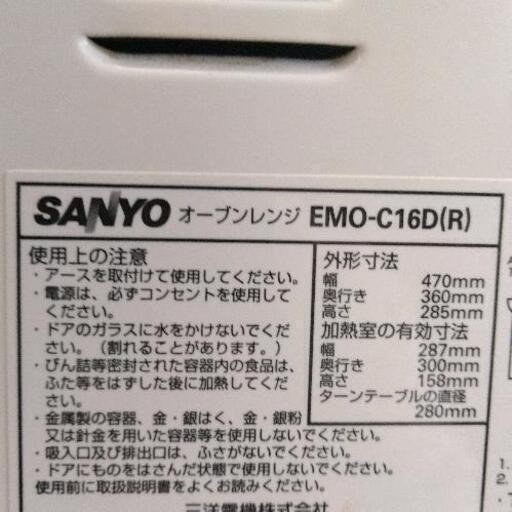 SANYO オーブンレンジ EMO-C16D(R)
使用上の注意
・アースを取付けて使用してください。
・電源は、必ずコンセントを使用して
ください。
・ドアのガラスに水をかけないでくだ
さい。（割れることがあります。）
・びん詰等密封された容器内の食品は、
ふた等をはずした後に加熱してくだ
さい。
・金属製の容器、金・銀はく、金・銀粉
又は針金を用いた容器等を使用しないでください。
・吸入口及び排出口は、ふさがないでください。
・ドアにものをはさんだ状態で使用しないでください。
使用前に取扱説明書をよくお読みください。
三洋電機株式会社
外形寸法
幅 470mm
奥行き 360mm
高さ 285mm
加熱室の有効寸法
幅 287mm
奥行き 300mm
高さ 158mm
ターンテーブルの直径
280mm
1.
2.